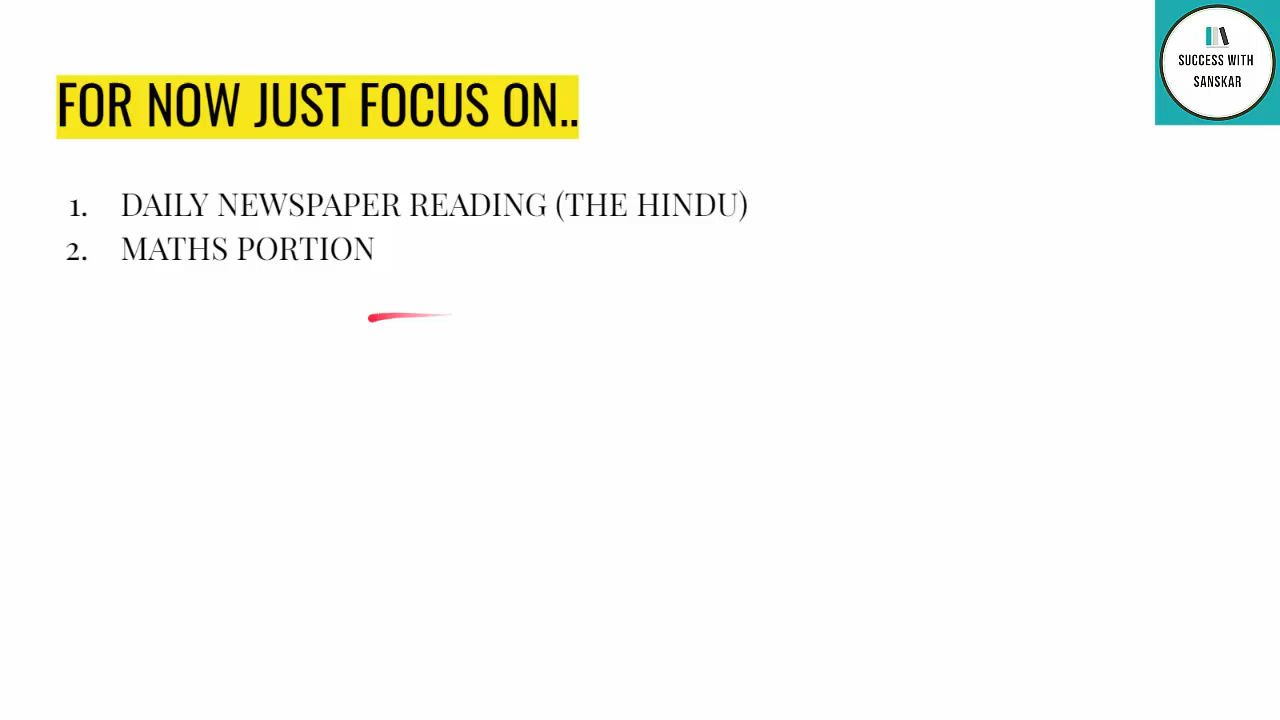 SUCCESS WITH
SANSKAR
FOR NOW JUST FOCUS ON..
1. DAILY NEWSPAPER READING (THE HINDU)
2. MATHS PORTION